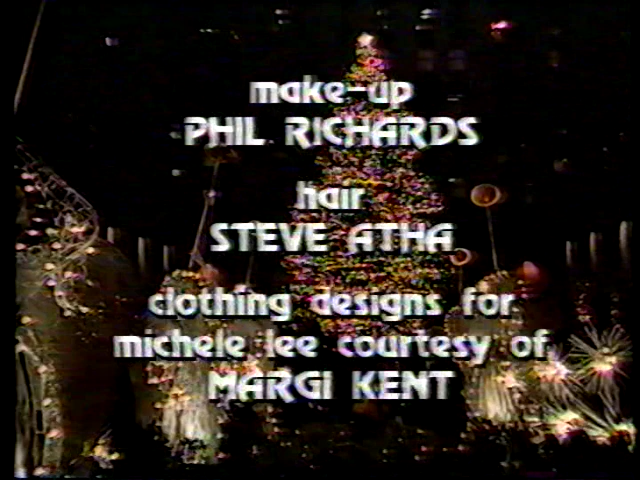 make-up
PHIL RICHARDS
hair
STEVE ATHA
clothing designs for
michele lee courtesy of
MARGI KENT